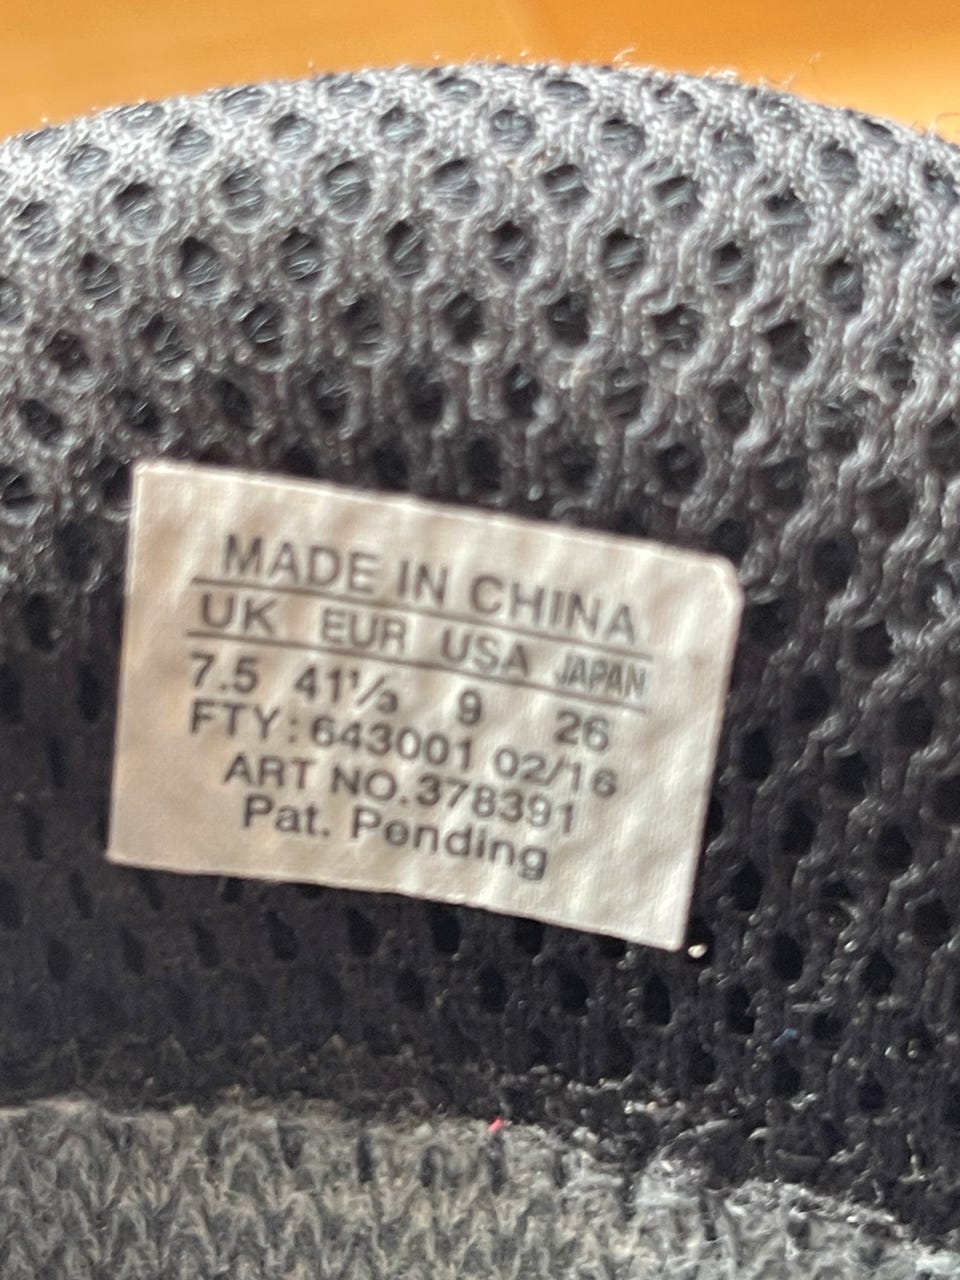 MADE IN CHINA
UK EUR USA JAPAN
7.5 41¹/₃ 9 26
FTY: 643001 02/16
ART NO. 378391
Pat. Pending